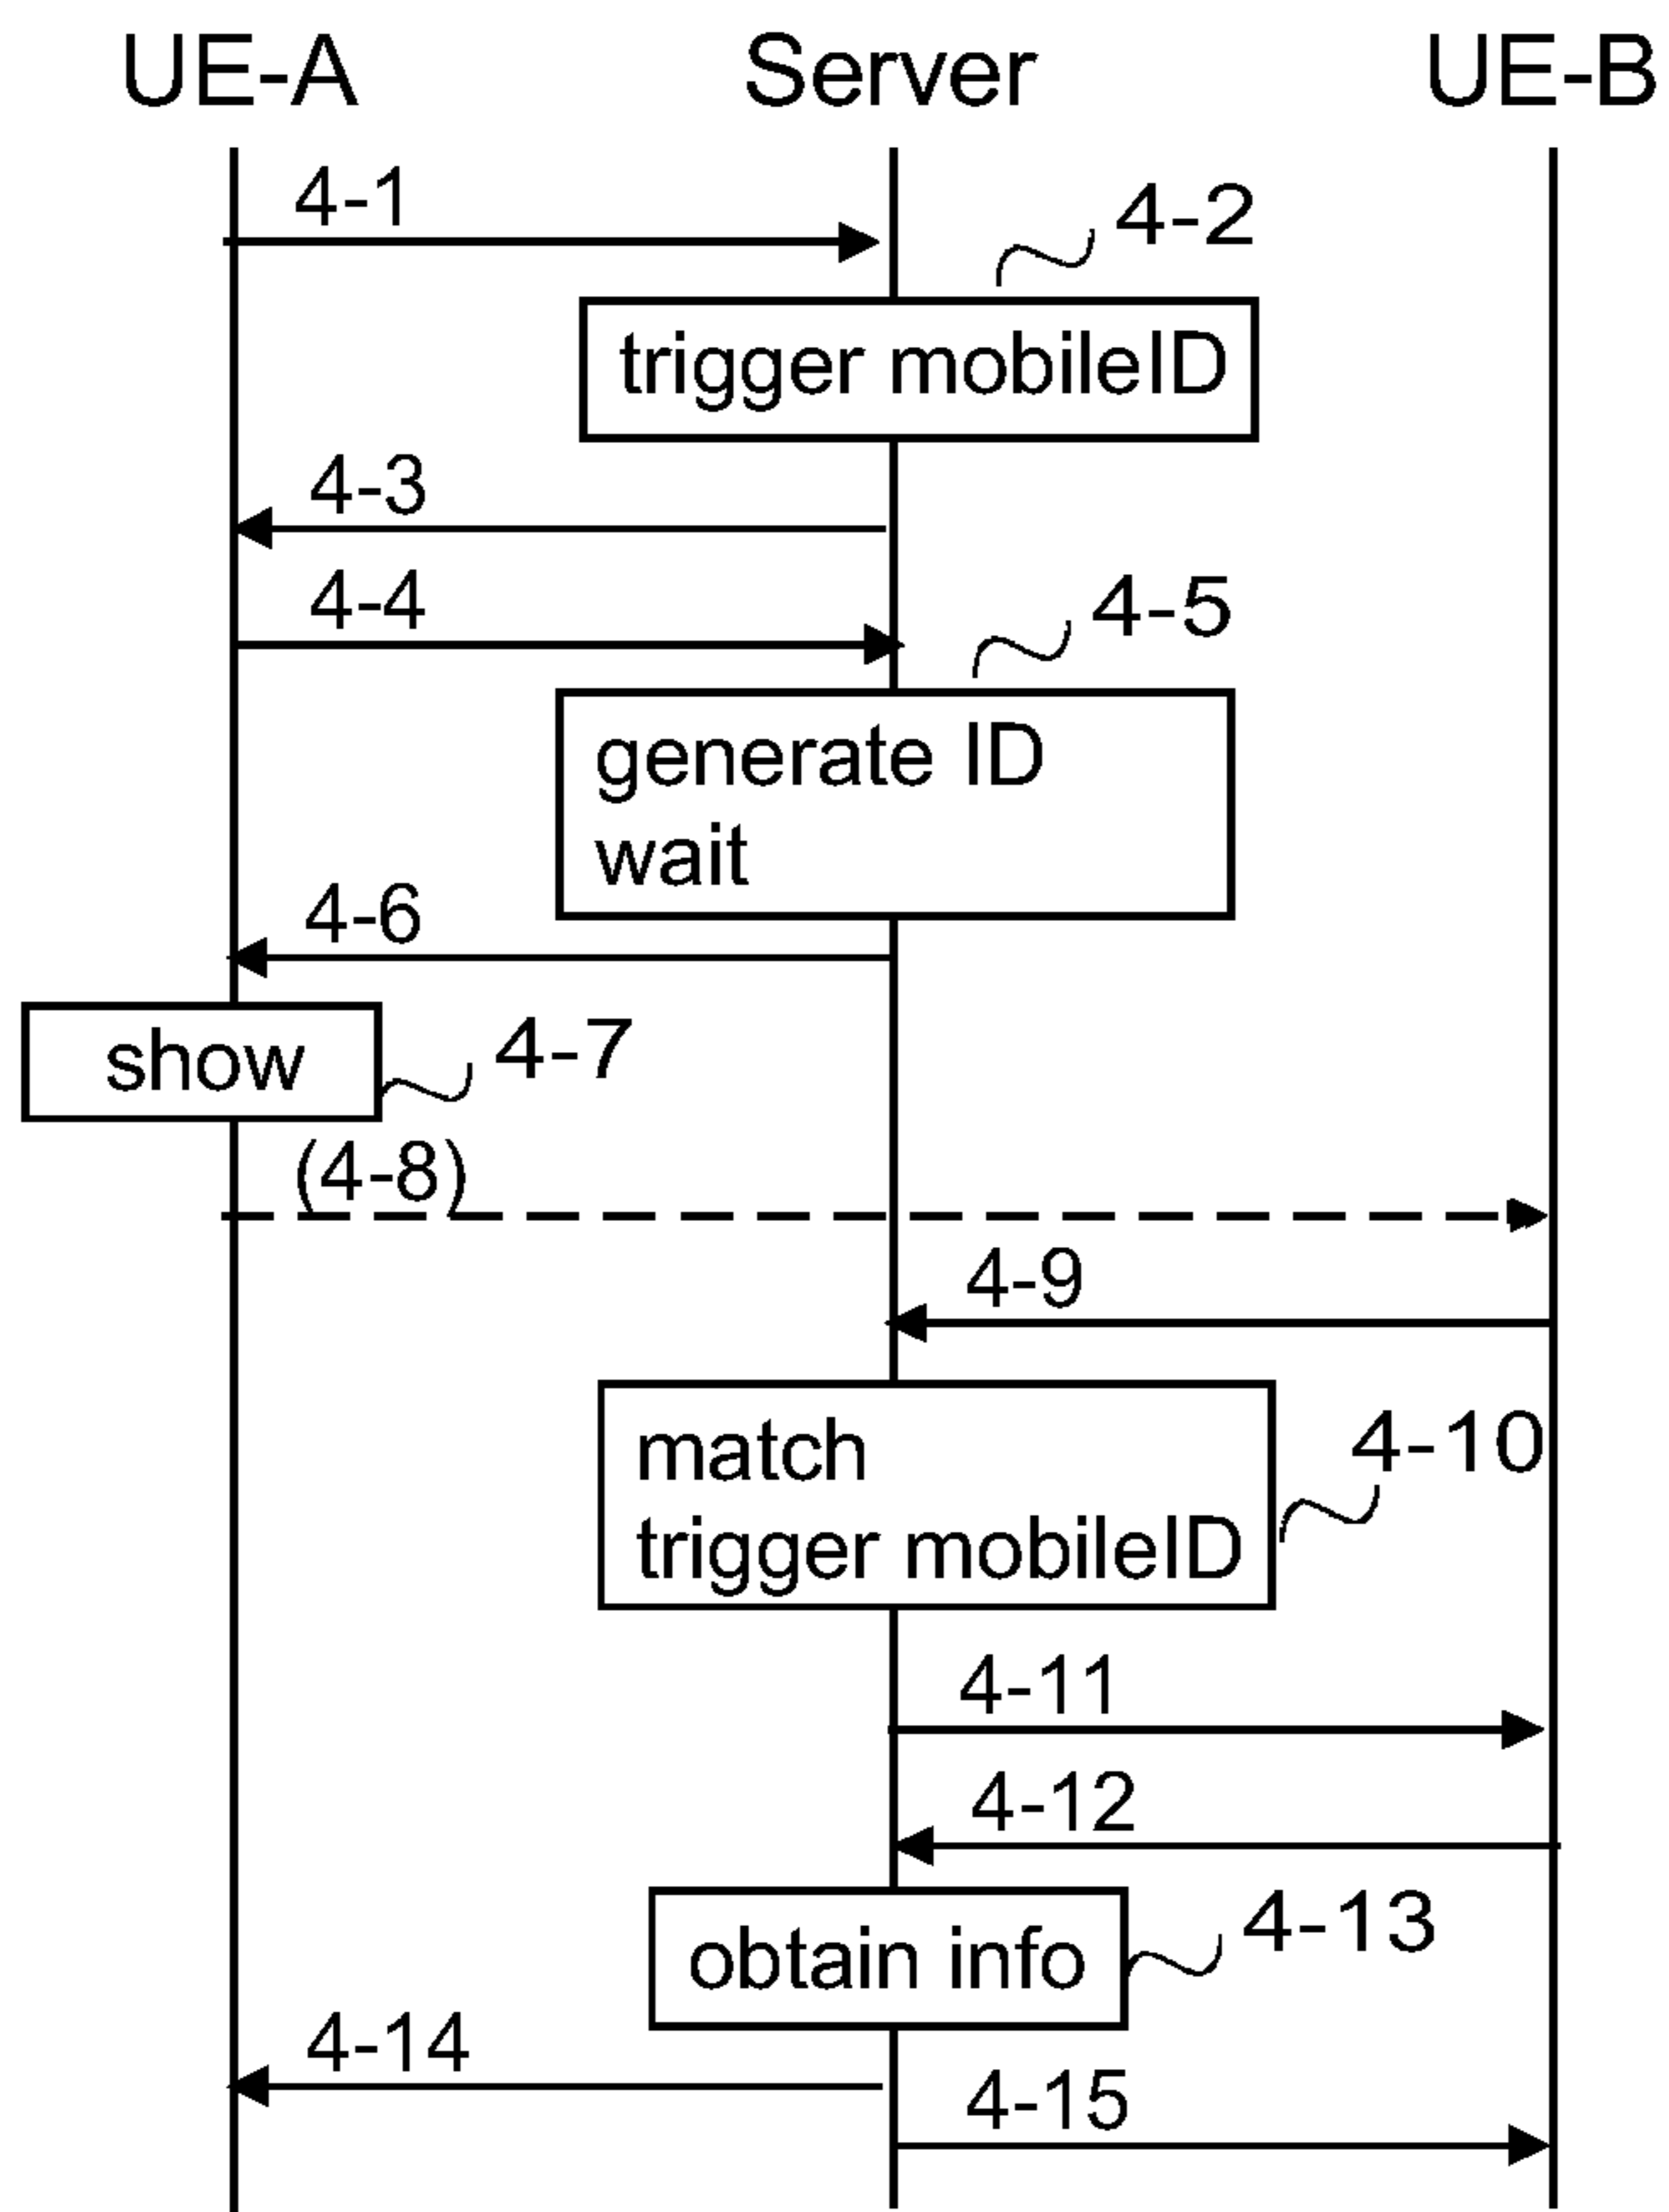 UE-A
Server
UE-B
4-1
4-2
trigger mobileID
4-3
4-4
4-5
generate ID
wait
4-6
show
4-7
(4-8)
4-9
match
trigger mobileID
4-10
4-11
4-12
obtain info
4-13
4-14
4-15